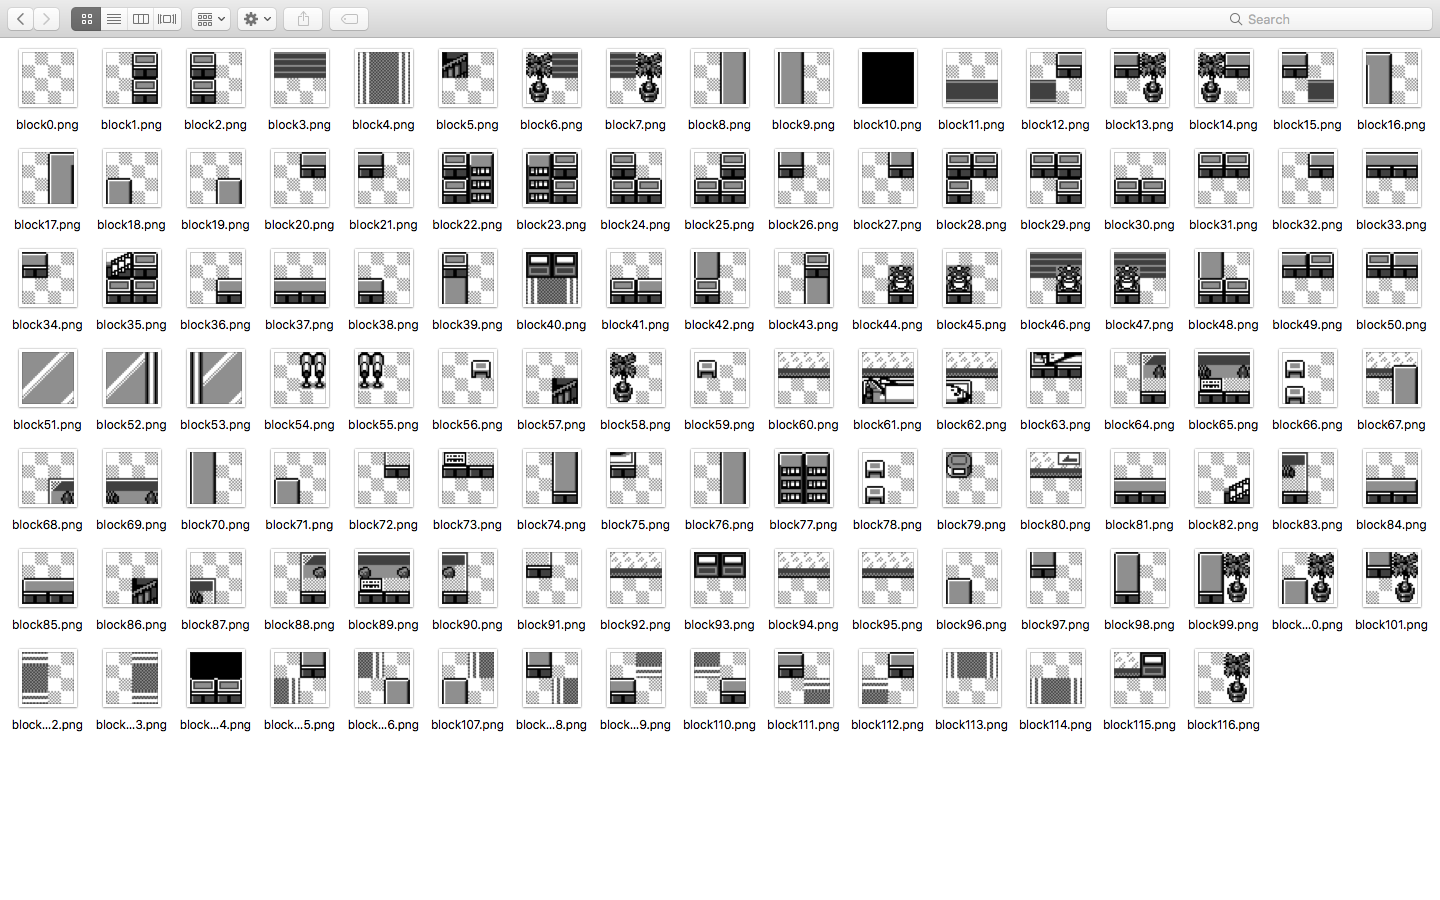 Search
block0.png block1.png block2.png block3.png block4.png block5.png block6.png block7.png block8.png block9.png block10.png block11.png block12.png block13.png block14.png block15.png block16.png
block17.png block18.png block19.png block20.png block21.png block22.png block23.png block24.png block25.png block26.png block27.png block28.png block29.png block30.png block31.png block32.png block33.png
block34.png block35.png block36.png block37.png block38.png block39.png block40.png block41.png block42.png block43.png block44.png block45.png block46.png block47.png block48.png block49.png block50.png
block51.png block52.png block53.png block54.png block55.png block56.png block57.png block58.png block59.png block60.png block61.png block62.png block63.png block64.png block65.png block66.png block67.png
block68.png block69.png block70.png block71.png block72.png block73.png block74.png block75.png block76.png block77.png block78.png block79.png block80.png block81.png block82.png block83.png block84.png
block85.png block86.png block87.png block88.png block89.png block90.png block91.png block92.png block93.png block94.png block95.png block96.png block97.png block98.png block99.png block...0.png block101.png
block...2.png block...3.png block...4.png block...5.png block...6.png block107.png block...8.png block...9.png block110.png block111.png block112.png block113.png block114.png block115.png block116.png